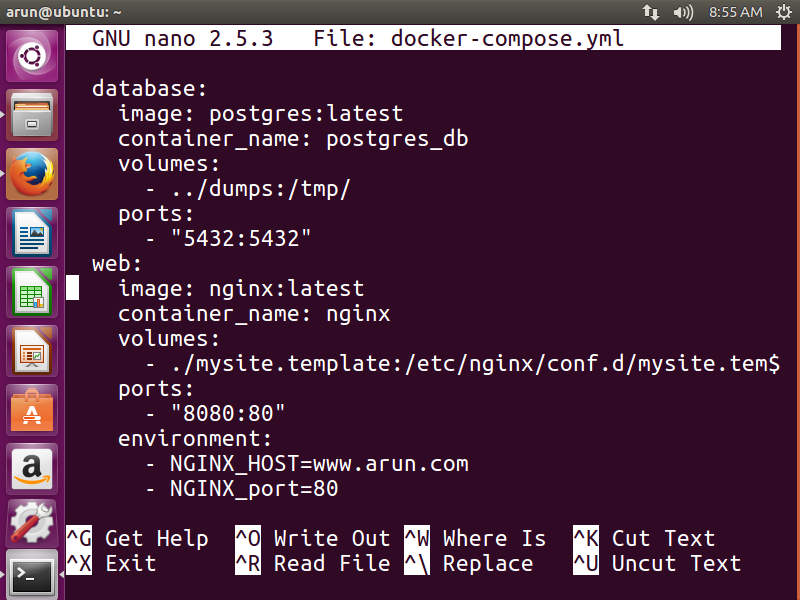 arun@ubuntu: ~ 8:55 AM
GNU nano 2.5.3 File: docker-compose.yml
database:
image: postgres:latest
container_name: postgres_db
volumes:
- ../dumps:/tmp/
ports:
- "5432:5432"
web:
image: nginx:latest
container_name: nginx
volumes:
- ./mysite.template:/etc/nginx/conf.d/mysite.tem$
ports:
- "8080:80"
environment:
- NGINX_HOST=www.arun.com
- NGINX_port=80
^G Get Help ^O Write Out ^W Where Is ^K Cut Text
^X Exit ^R Read File ^\ Replace ^U Uncut Text